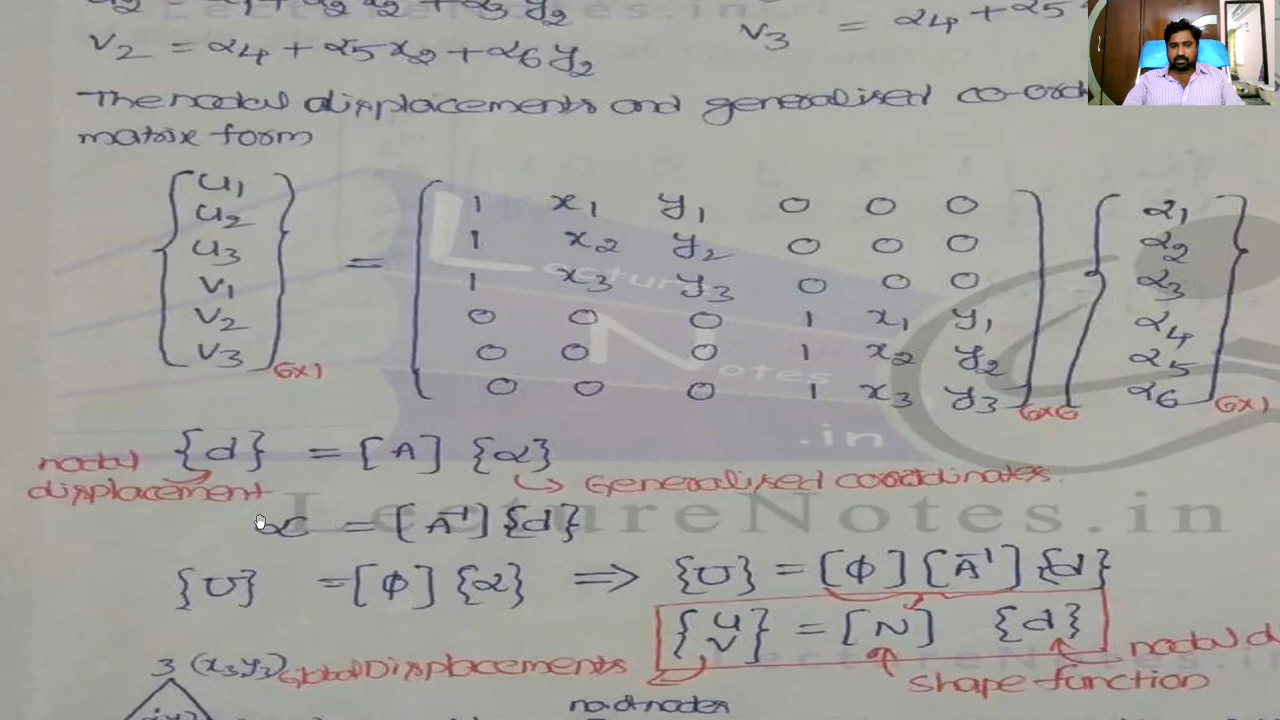 V2 = α4 + α5x2 + α6y2
V3 = α4 + α5
The nodal displacements and generalised co-ord
matrix form
{u1 u2 u3 v1 v2 v3}6x1 = [
1 x1 y1 0 0 0
1 x2 y2 0 0 0
1 x3 y3 0 0 0
0 0 0 1 x1 y1
0 0 0 1 x2 y2
0 0 0 1 x3 y3
]6x6 {α1 α2 α3 α4 α5 α6}6x1
nodal displacement {d} = [A] {α}
Generalised coordinates.
α = [A⁻¹] {d}
{U} = [ϕ] {α} ⇒ {U} = [ϕ] [A⁻¹] {d}
{u v} = [N] {d}
nodal d
3 (x3y3) Global Displacements
shape function
nodes
Lecture Notes .in
LectureNotes.in